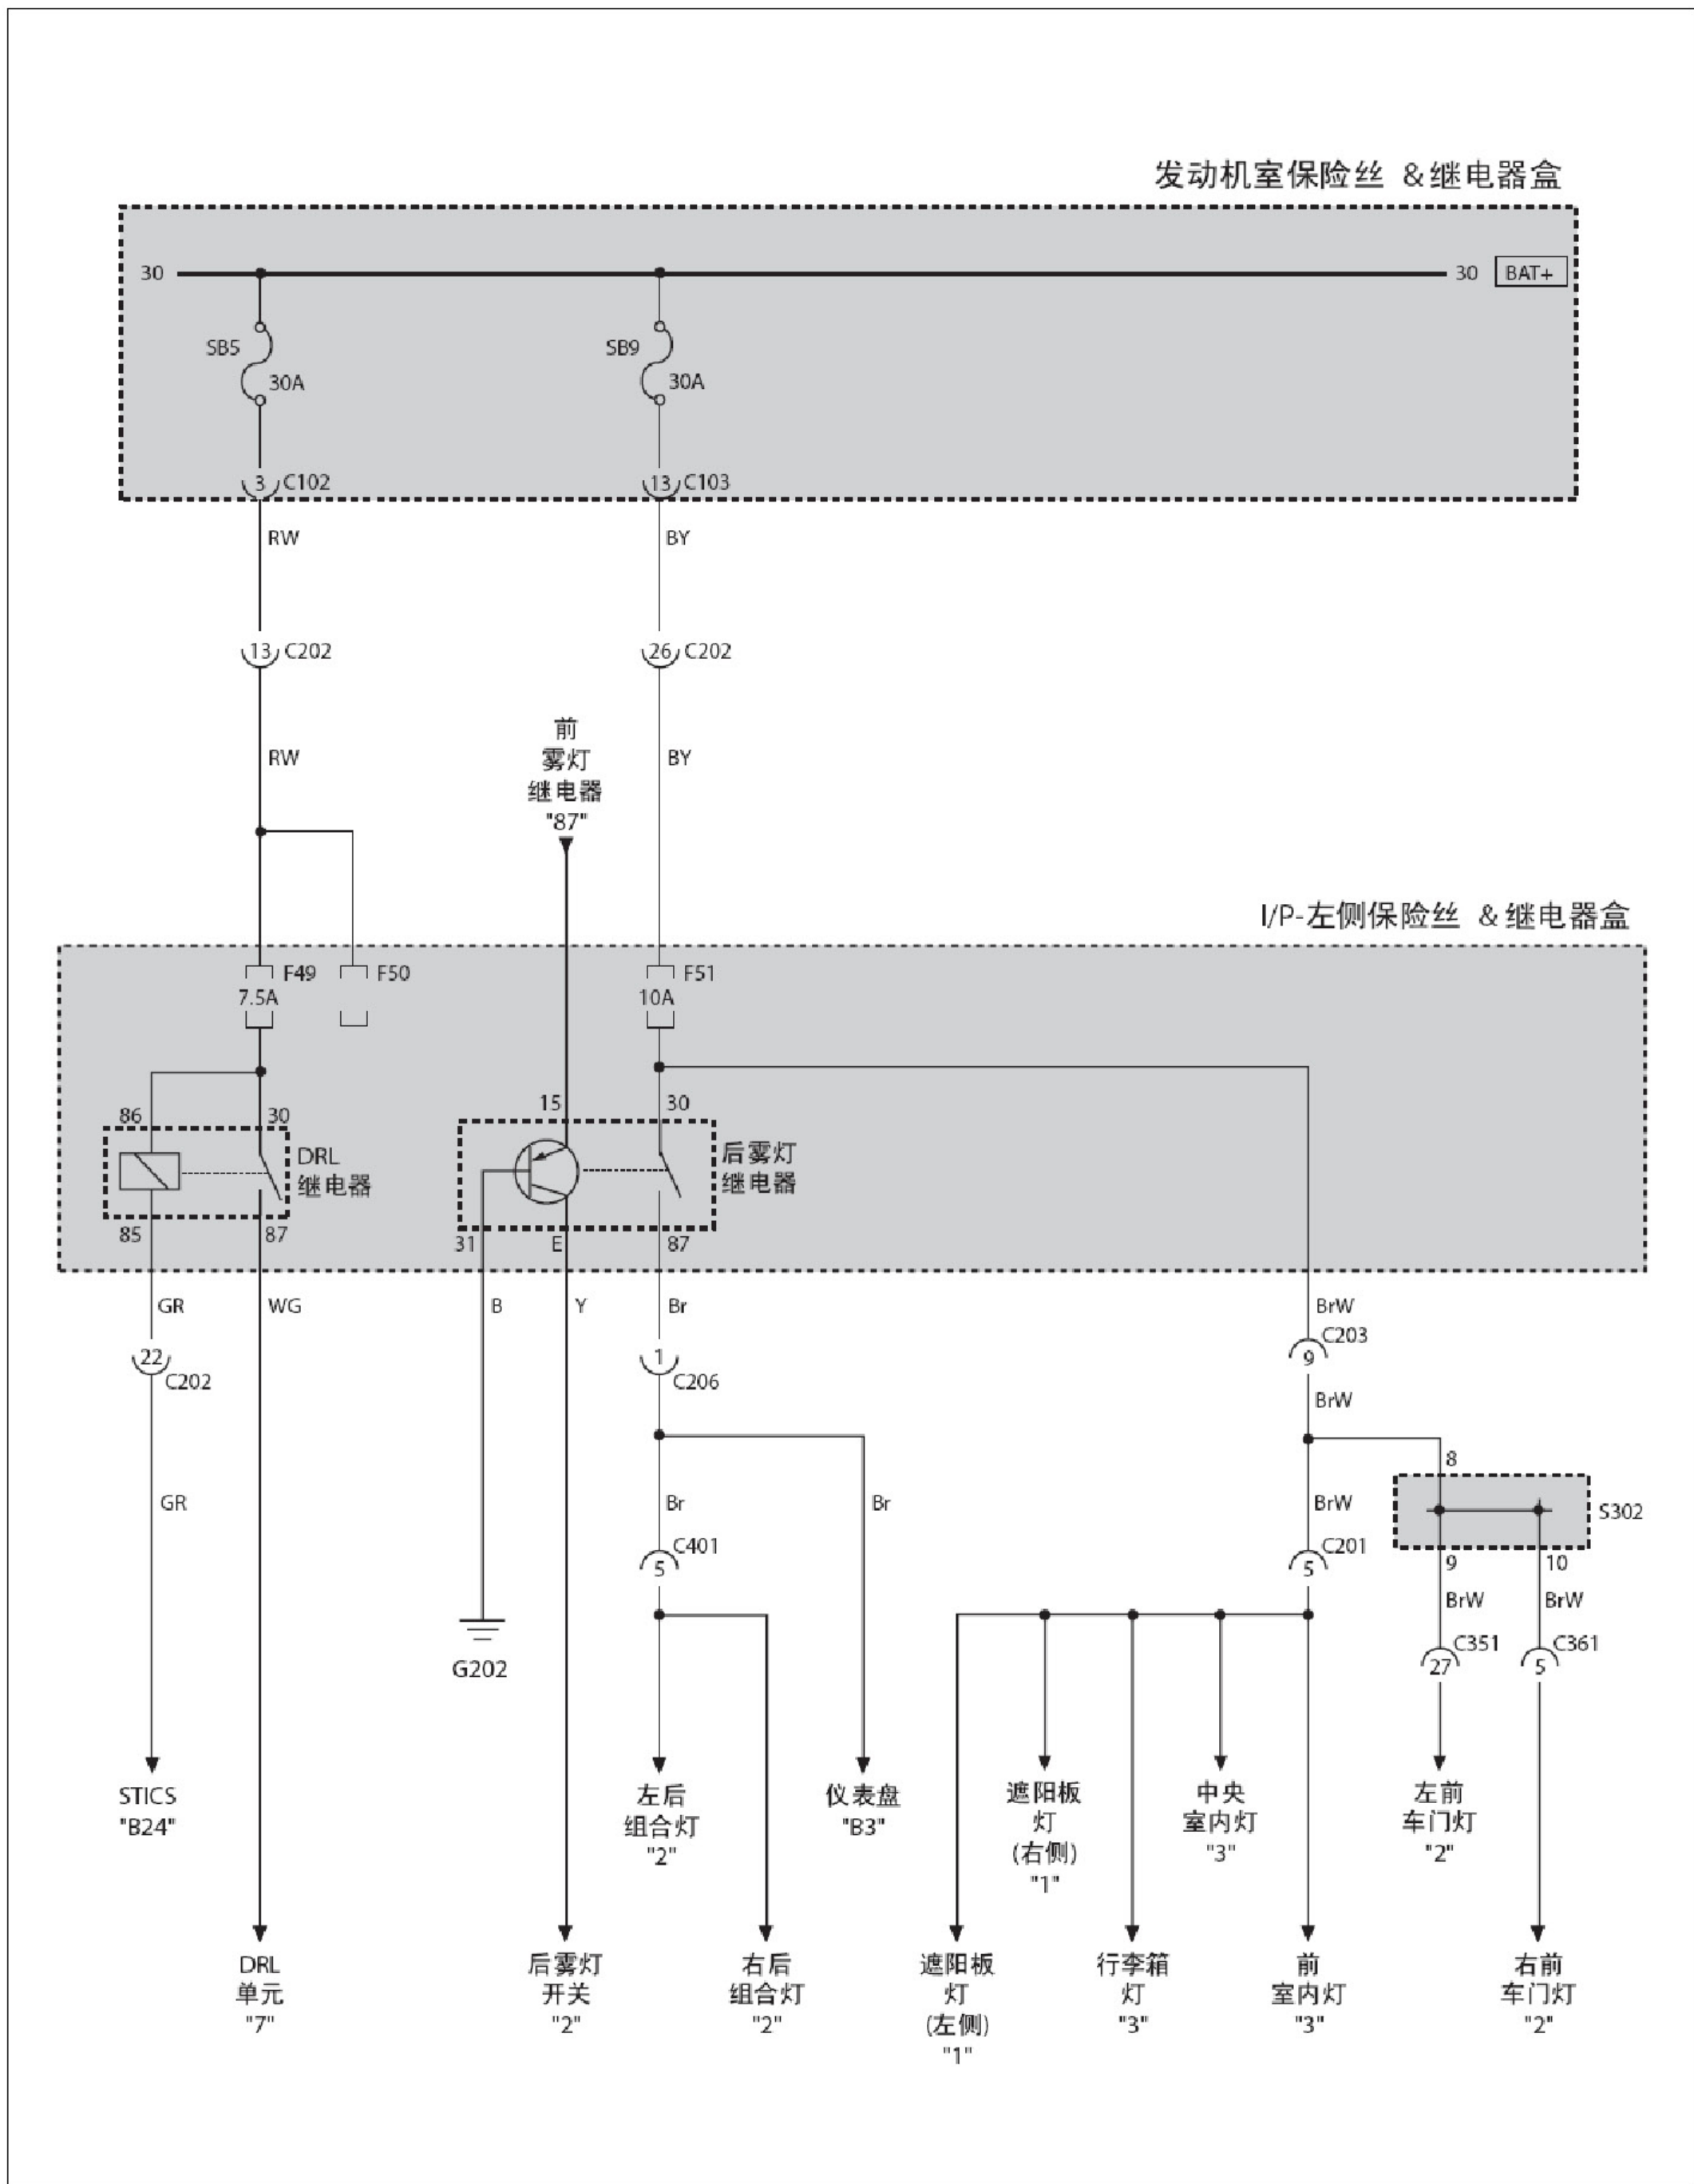 发动机室保险丝 &继电器盒
30
30
BAT+
SB5
30A
SB9
30A
3
C102
13
C103
RW
BY
13
C202
26
C202
RW
BY
前
雾灯
继电器
"87"
I/P-左侧保险丝 &继电器盒
F49
7.5A
F50
F51
10A
86
30
15
30
DRL
继电器
后雾灯
继电器
85
87
31
E
87
GR
WG
B
Y
Br
BrW
22
C202
1
C206
C203
9
BrW
8
GR
Br
Br
BrW
S302
C401
5
C201
5
9
10
BrW
BrW
G202
C351
27
C361
5
STICS
"B24"
左后
组合灯
"2"
仪表盘
"B3"
遮阳板
灯
(右侧)
"1"
中央
室内灯
"3"
左前
车门灯
"2"
DRL
单元
"7"
后雾灯
开关
"2"
右后
组合灯
"2"
遮阳板
灯
(左侧)
"1"
行李箱
灯
"3"
前
室内灯
"3"
右前
车门灯
"2"